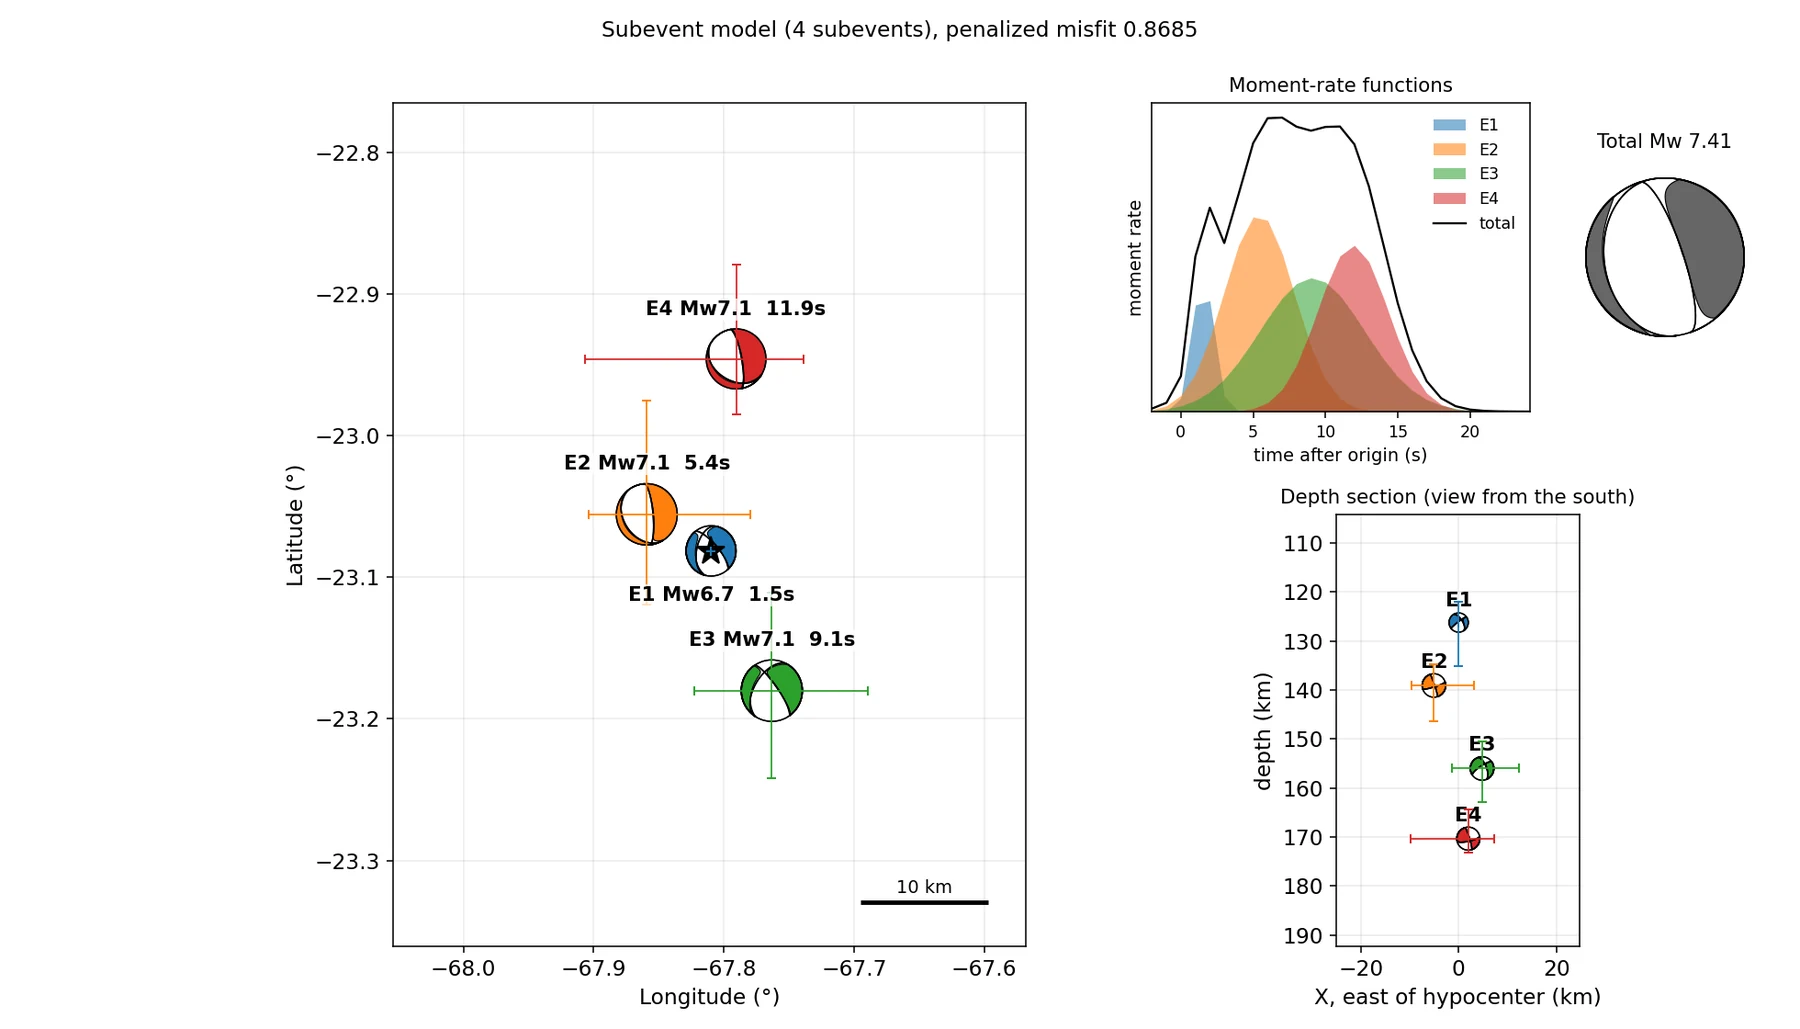 Subevent model (4 subevents), penalized misfit 0.8685
−22.8
−22.9
−23.0
−23.1
−23.2
−23.3
Latitude (°)
−68.0
−67.9
−67.8
−67.7
−67.6
Longitude (°)
E4 Mw7.1 11.9s
E2 Mw7.1 5.4s
E1 Mw6.7 1.5s
E3 Mw7.1 9.1s
10 km
Moment-rate functions
moment rate
E1
E2
E3
E4
total
0
5
10
15
20
time after origin (s)
Total Mw 7.41
Depth section (view from the south)
110
120
130
140
150
160
170
180
190
depth (km)
E1
E2
E3
E4
−20
0
20
X, east of hypocenter (km)